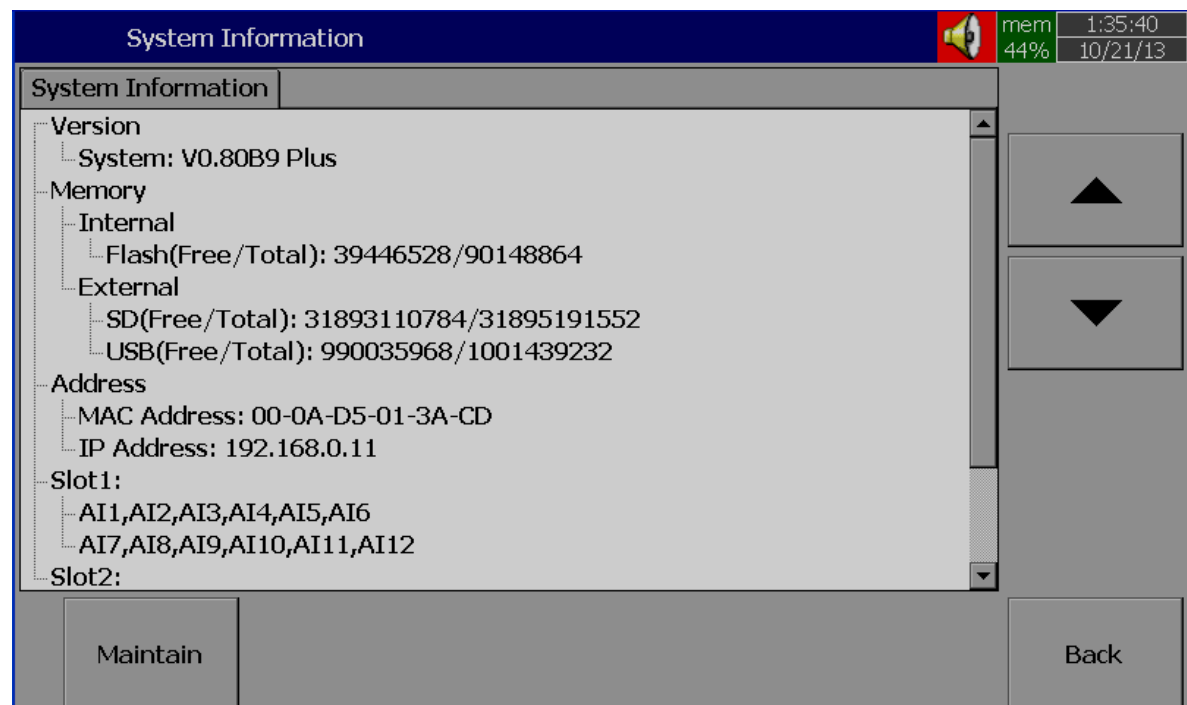 System Information
mem
44%
1:35:40
10/21/13
System Information
Version
System: V0.80B9 Plus
Memory
Internal
Flash(Free/Total): 39446528/90148864
External
SD(Free/Total): 31893110784/31895191552
USB(Free/Total): 990035968/1001439232
Address
MAC Address: 00-0A-D5-01-3A-CD
IP Address: 192.168.0.11
Slot1:
AI1,AI2,AI3,AI4,AI5,AI6
AI7,AI8,AI9,AI10,AI11,AI12
Slot2:
Maintain
Back